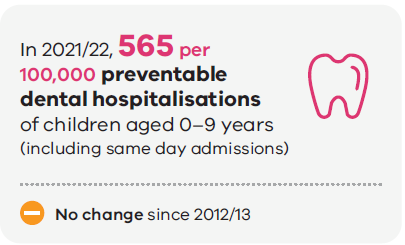 In 2021/22, 565 per
100,000 preventable
dental hospitalisations
of children aged 0–9 years
(including same day admissions)
No change since 2012/13